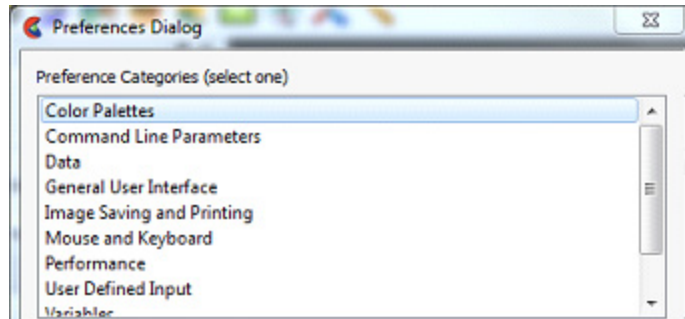 Preferences Dialog
Preference Categories (select one)
Color Palettes
Command Line Parameters
Data
General User Interface
Image Saving and Printing
Mouse and Keyboard
Performance
User Defined Input
Variables